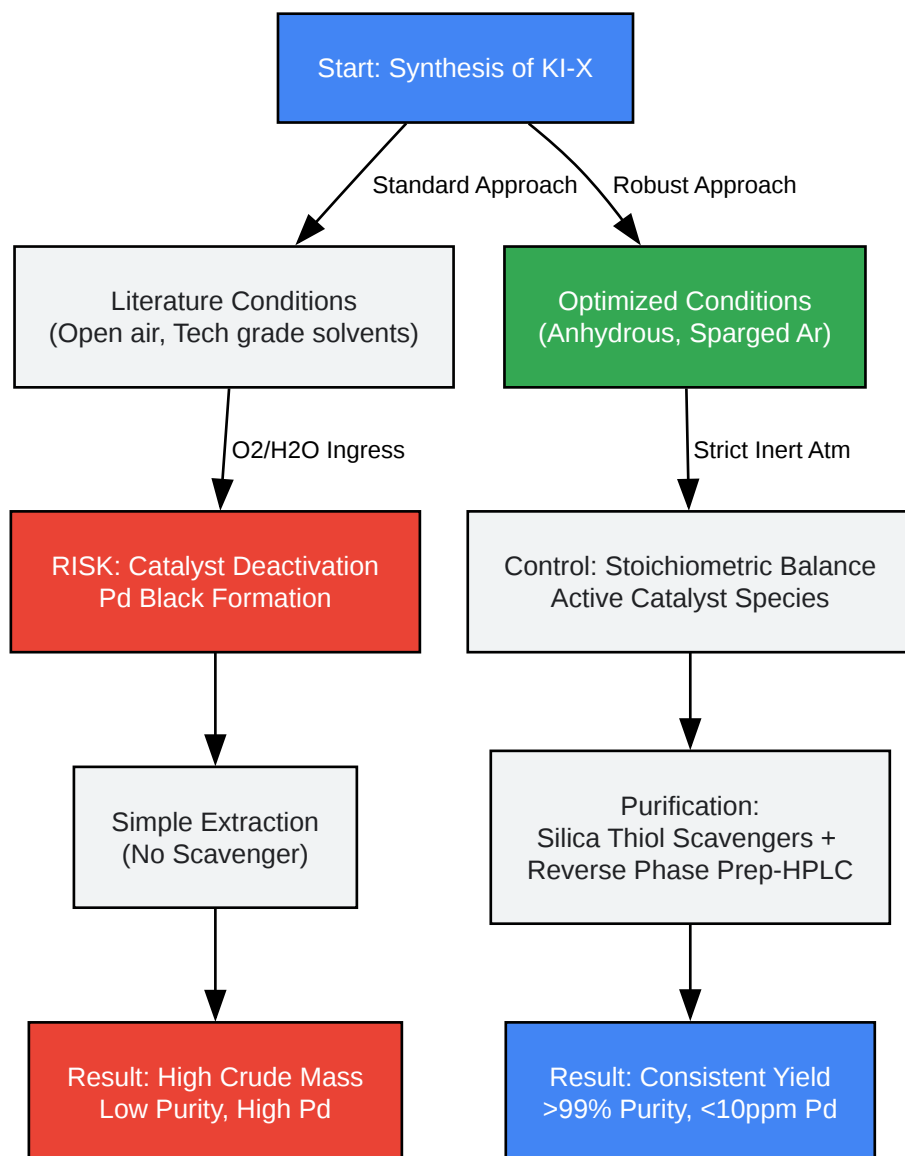 Start: Synthesis of KI-X
Standard Approach
Robust Approach
Literature Conditions
(Open air, Tech grade solvents)
Optimized Conditions
(Anhydrous, Sparged Ar)
O2/H2O Ingress
Strict Inert Atm
RISK: Catalyst Deactivation
Pd Black Formation
Control: Stoichiometric Balance
Active Catalyst Species
Simple Extraction
(No Scavenger)
Purification:
Silica Thiol Scavengers +
Reverse Phase Prep-HPLC
Result: High Crude Mass
Low Purity, High Pd
Result: Consistent Yield
>99% Purity, <10ppm Pd